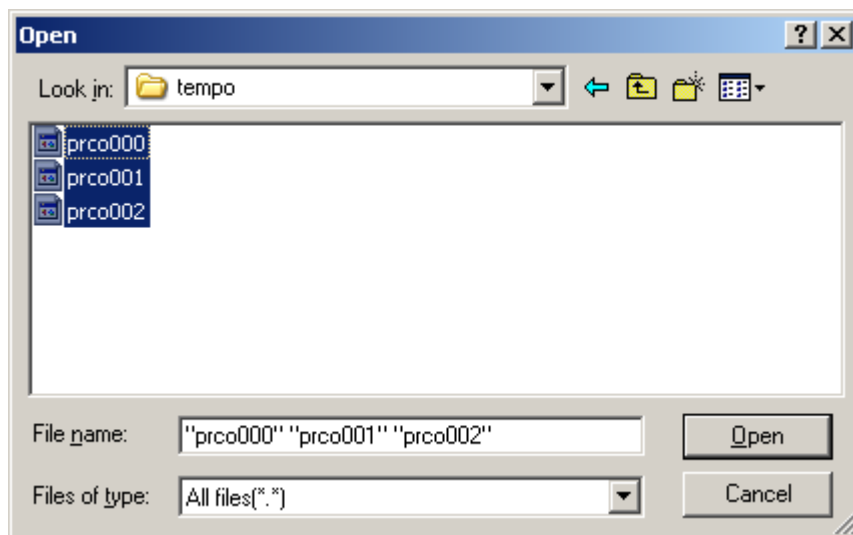 Open
Look in: tempo
prco000
prco001
prco002
File name: "prco000" "prco001" "prco002"
Open
Files of type: All files(*.*)
Cancel